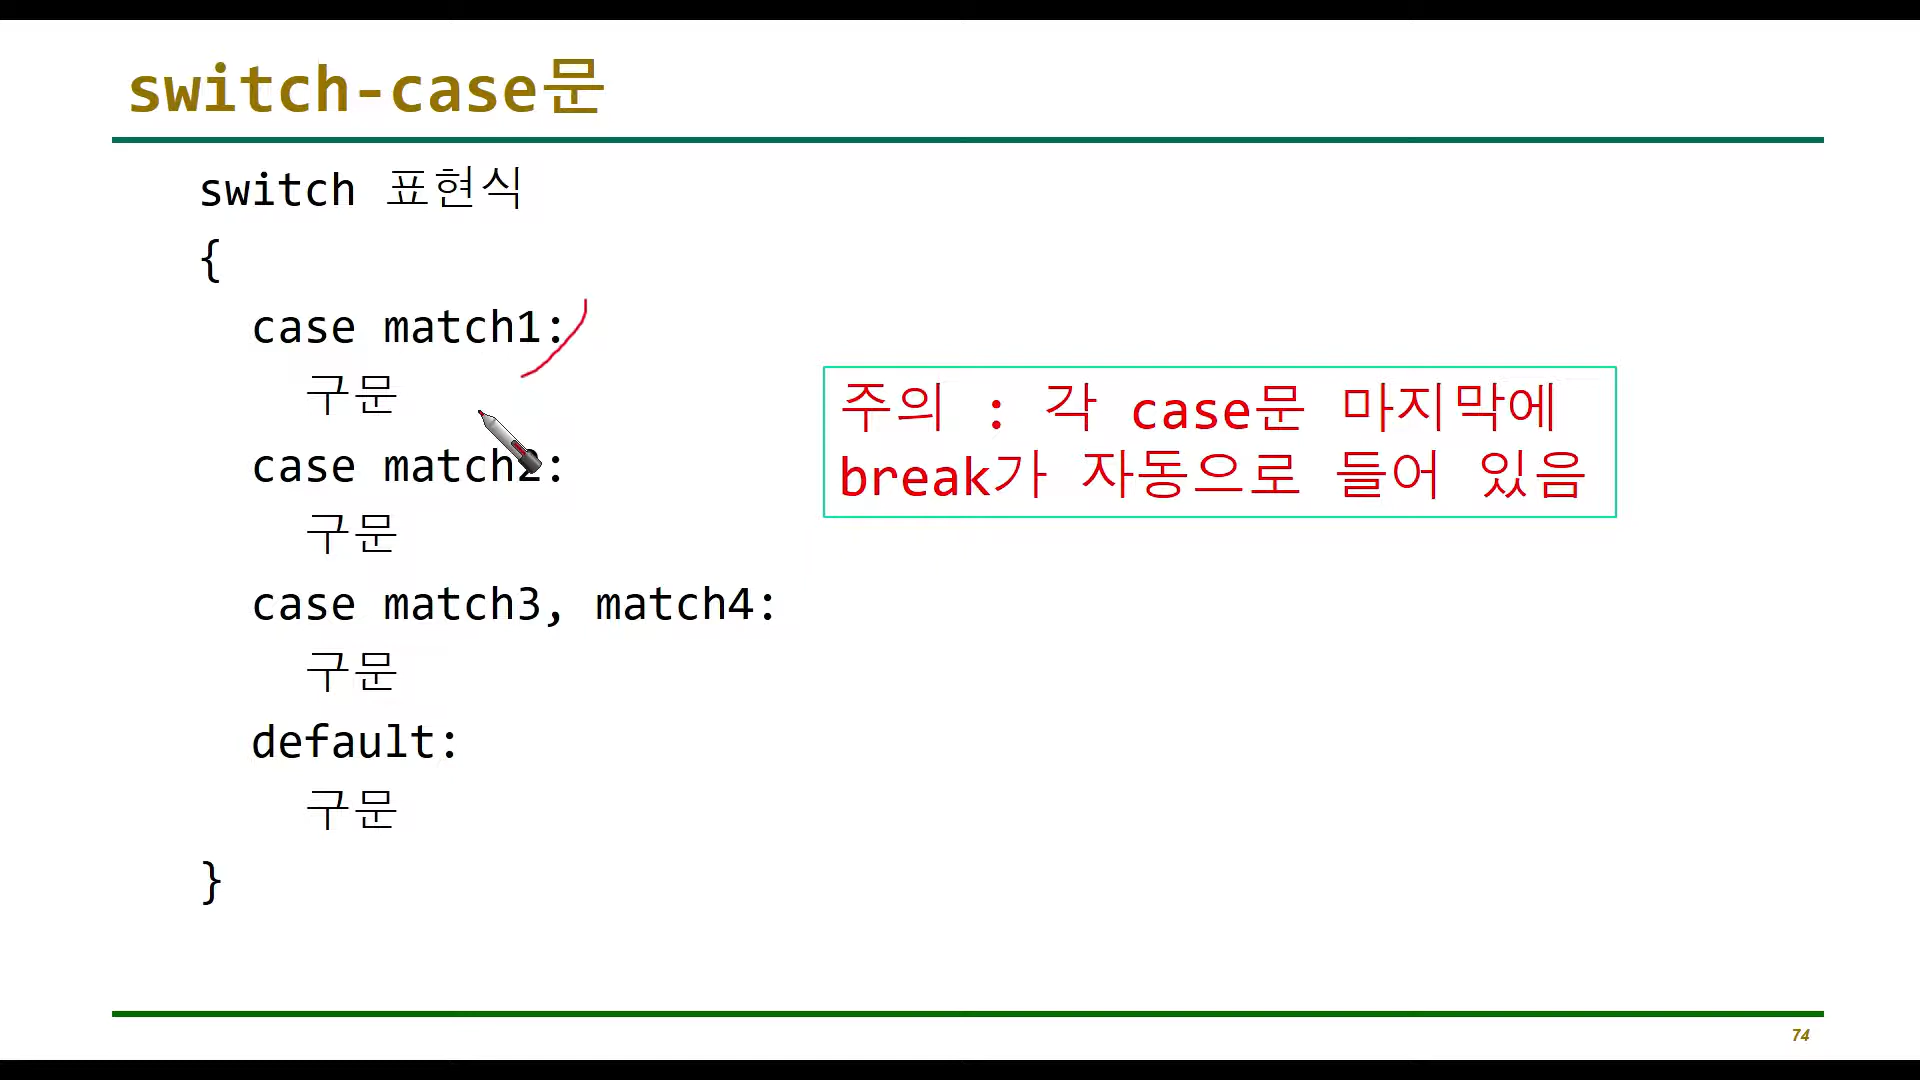 switch-case문
switch 표현식
{
case match1:
구문
case match2:
구문
case match3, match4:
구문
default:
구문
}
주의 : 각 case문 마지막에
break가 자동으로 들어 있음
74